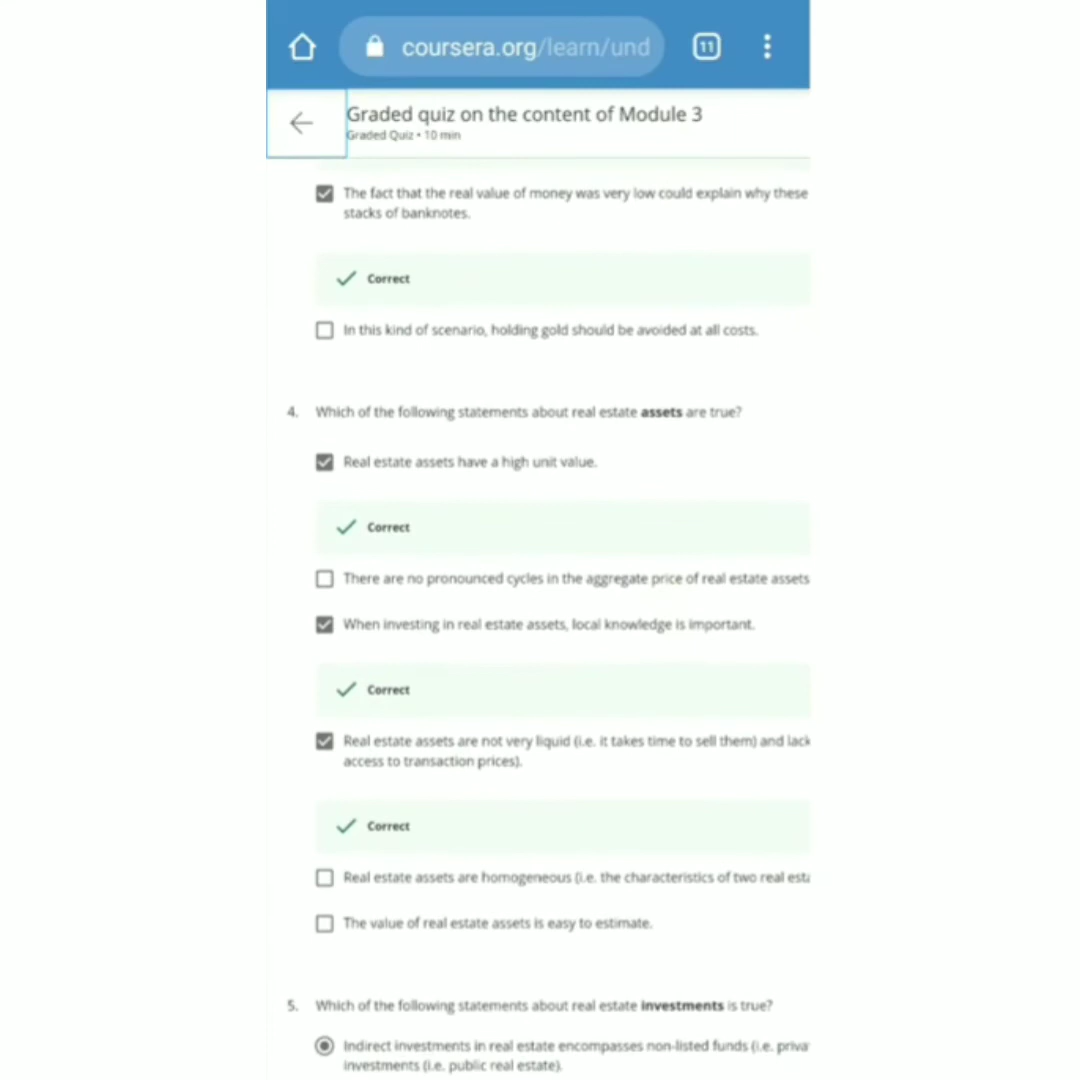 coursera.org/learn/und
11
Graded quiz on the content of Module 3
Graded Quiz • 10 min
The fact that the real value of money was very low could explain why these
stacks of banknotes.
Correct
In this kind of scenario, holding gold should be avoided at all costs.
4. Which of the following statements about real estate assets are true?
Real estate assets have a high unit value.
Correct
There are no pronounced cycles in the aggregate price of real estate assets
When investing in real estate assets, local knowledge is important.
Correct
Real estate assets are not very liquid (i.e. it takes time to sell them) and lack
access to transaction prices).
Correct
Real estate assets are homogeneous (i.e. the characteristics of two real esta
The value of real estate assets is easy to estimate.
5. Which of the following statements about real estate investments is true?
Indirect investments in real estate encompasses non-listed funds (i.e. priva
investments (i.e. public real estate).